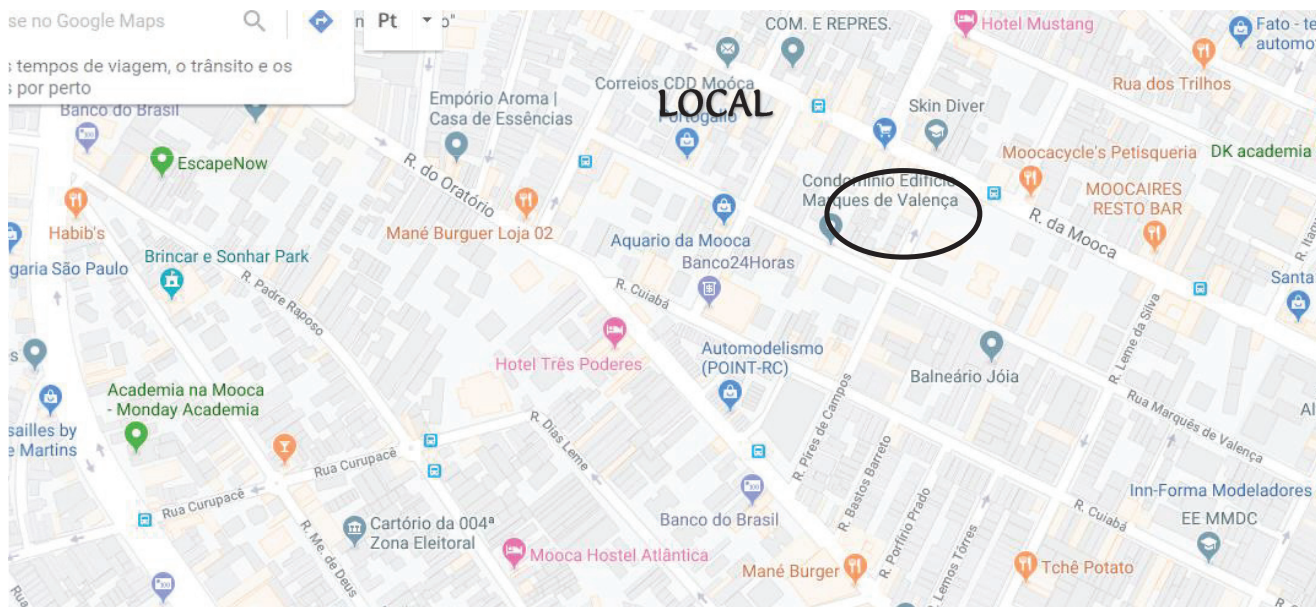 se no Google Maps
n
Pt
o"
s tempos de viagem, o trânsito e os
s por perto
Banco do Brasil
EscapeNow
Empório Aroma |
Casa de Essências
R. do Oratório
Correios CDD Moóca
LOCAL
Portogallo
COM. E REPRES.
Hotel Mustang
Fato - te
automo
Rua dos Trilhos
Skin Diver
Moocacycle's Petisqueria
DK academia
Condomínio Edifício
Marques de Valença
MOOCAIRES
RESTO BAR
R. da Mooca
Habib's
garia São Paulo
Brincar e Sonhar Park
R. Padre Raposo
Mané Burguer Loja 02
Aquario da Mooca
Banco24Horas
R. Cuiabá
Santa
s
Hotel Três Poderes
Automodelismo
(POINT-RC)
Balneário Jóia
R. Leme da Silva
Rua Marquês de Valença
Al
Academia na Mooca
- Monday Academia
sailles by
e Martins
R. Dias Leme
R. Pires de Campos
R. Bastos Barreto
Rua Curupacê
Rua Curupacê
R. Me. de Deus
Cartório da 004ª
Zona Eleitoral
Banco do Brasil
Mooca Hostel Atlântica
Mané Burger
R. Porfírio Prado
R. Lemos Tôrres
Inn-Forma Modeladores
R. Cuiabá
EE MMDC
Tchê Potato
Rua